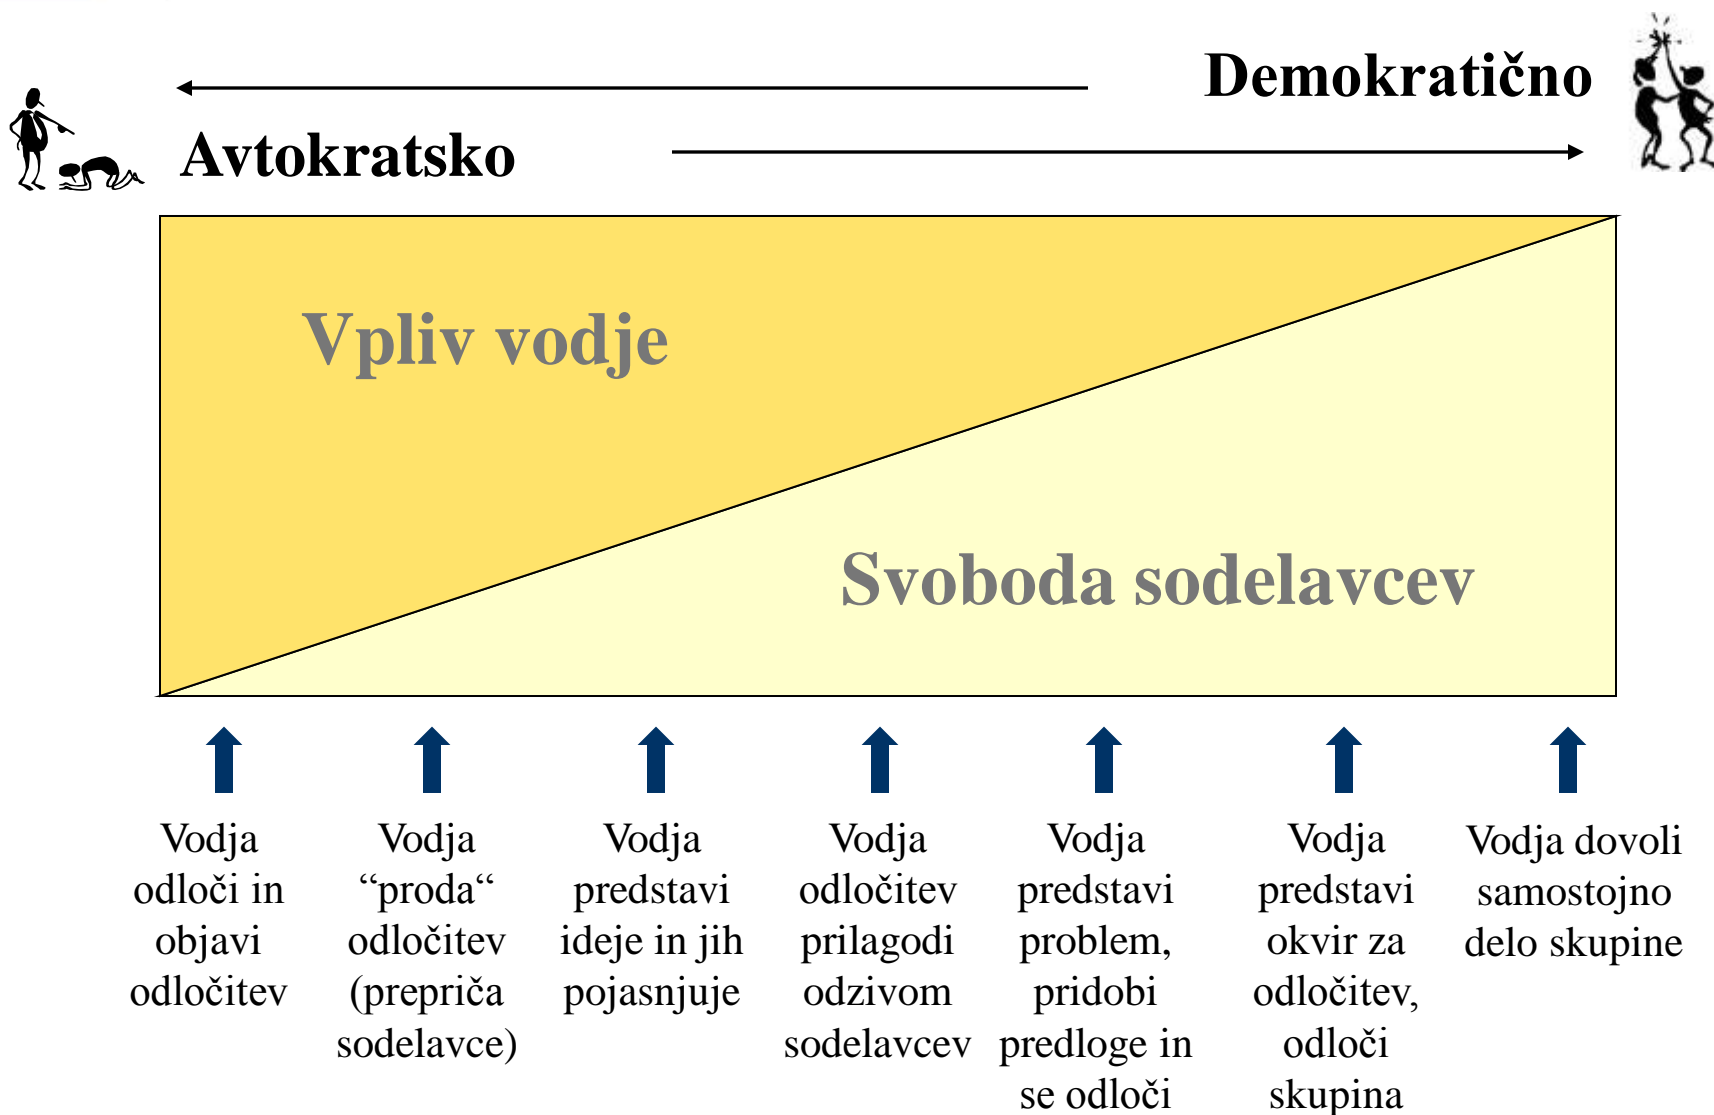 Demokratično
Avtokratsko
Vpliv vodje
Svoboda sodelavcev
Vodja
odloči in
objavi
odločitev
Vodja
“proda“
odločitev
(prepriča
sodelavce)
Vodja
predstavi
ideje in jih
pojasnjuje
Vodja
odločitev
prilagodi
odzivom
sodelavcev
Vodja
predstavi
problem,
pridobi
predloge in
se odloči
Vodja
predstavi
okvir za
odločitev,
odloči
skupina
Vodja dovoli
samostojno
delo skupine